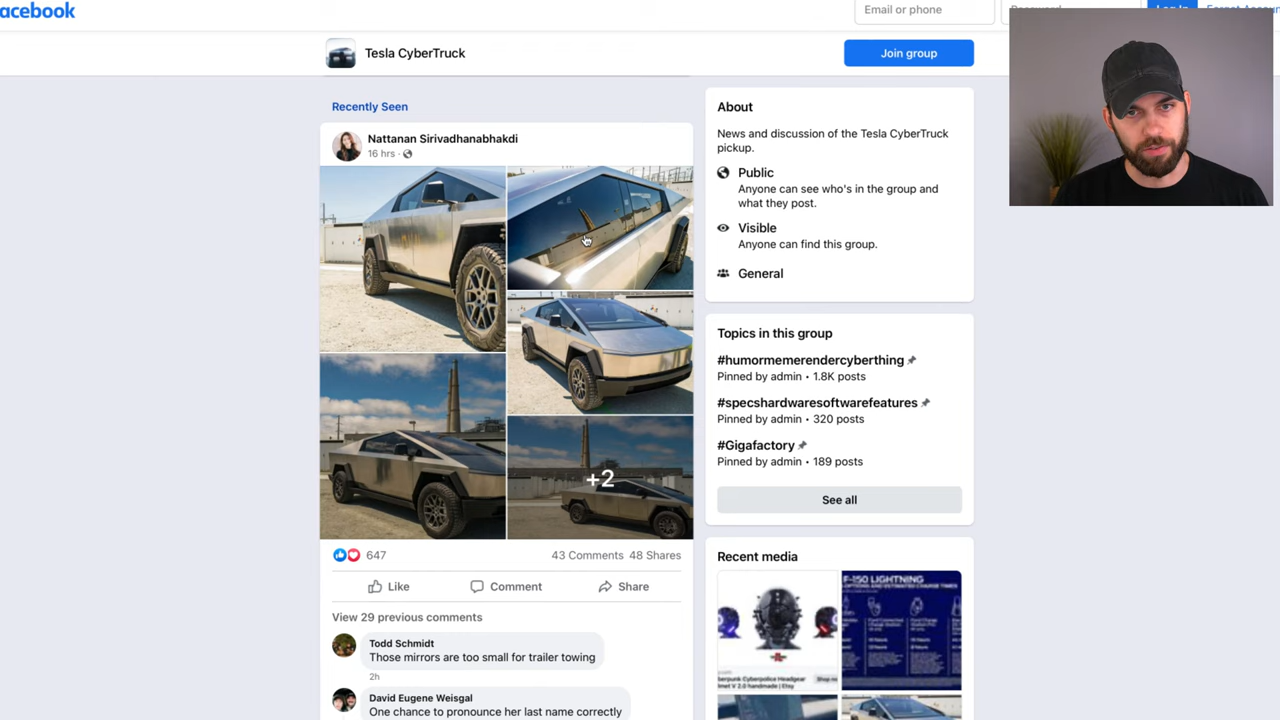 acebook
Email or phone
Tesla CyberTruck
Join group
Recently Seen
Nattanan Sirivadhanabhakdi
16 hrs ·
+2
647
43 Comments 48 Shares
Like
Comment
Share
View 29 previous comments
Todd Schmidt
Those mirrors are too small for trailer towing
2h
David Eugene Weisgal
One chance to pronounce her last name correctly
About
News and discussion of the Tesla CyberTruck
pickup.
Public
Anyone can see who's in the group and
what they post.
Visible
Anyone can find this group.
General
Topics in this group
#humormemerendercyberthing
Pinned by admin • 1.8K posts
#specshardwaresoftwarefeatures
Pinned by admin • 320 posts
#Gigafactory
Pinned by admin • 189 posts
See all
Recent media
F-150 LIGHTNING